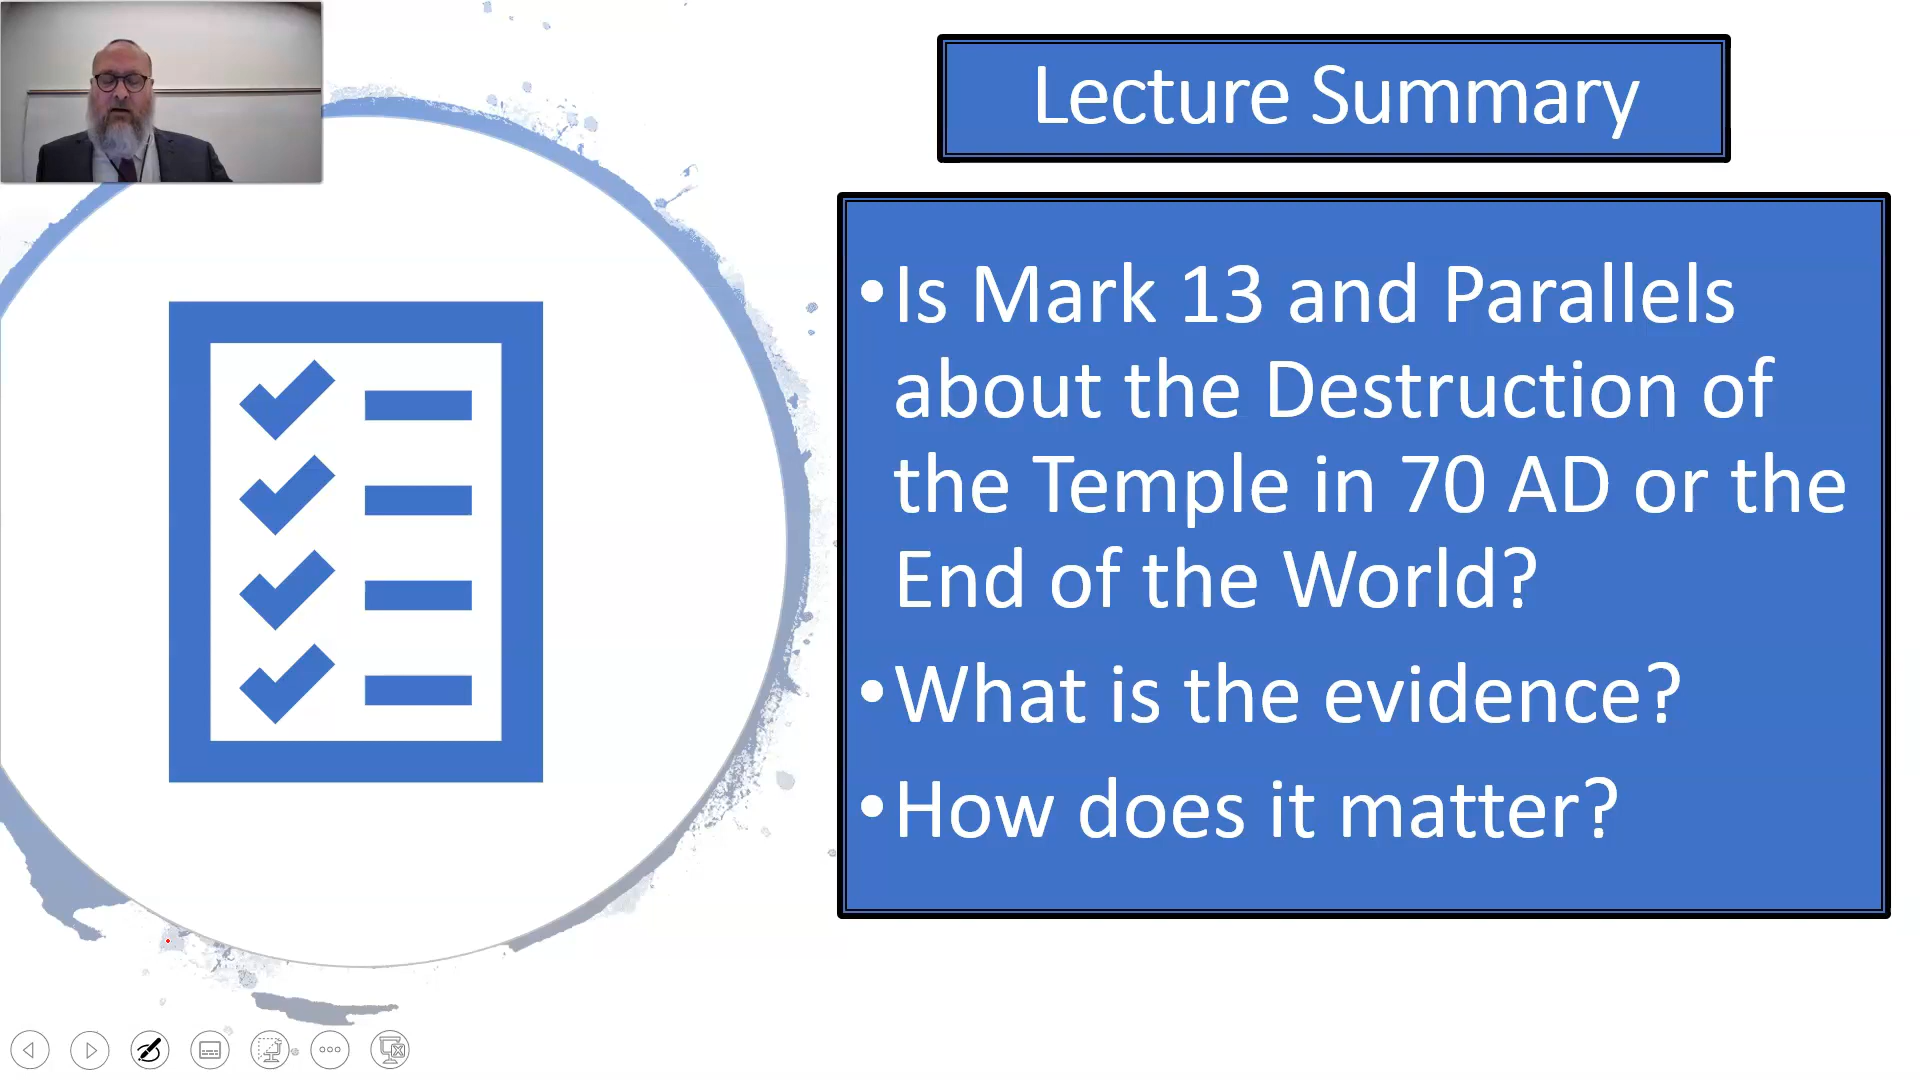 Lecture Summary
•Is Mark 13 and Parallels
about the Destruction of
the Temple in 70 AD or the
End of the World?
•What is the evidence?
•How does it matter?